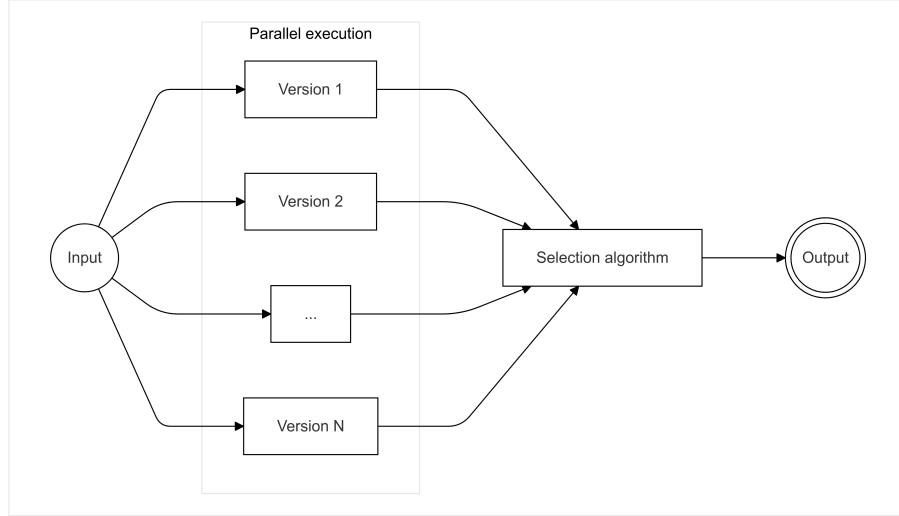 Parallel execution
Version 1
Version 2
Input
Selection algorithm
Output
...
Version N